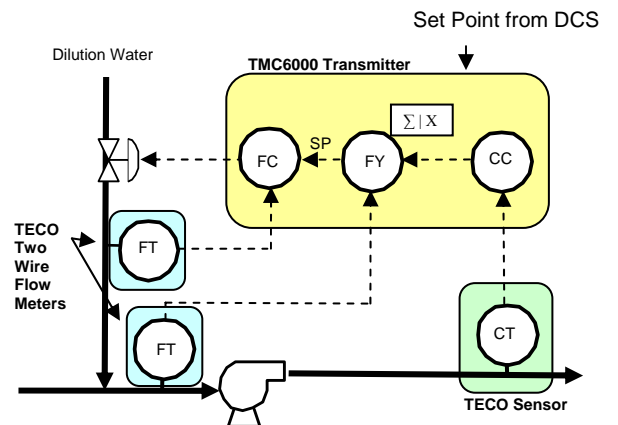 Set Point from DCS
Dilution Water
TMC6000 Transmitter
∑ | X
SP
FC
FY
CC
TECO
Two
Wire
Flow
Meters
FT
FT
CT
TECO Sensor